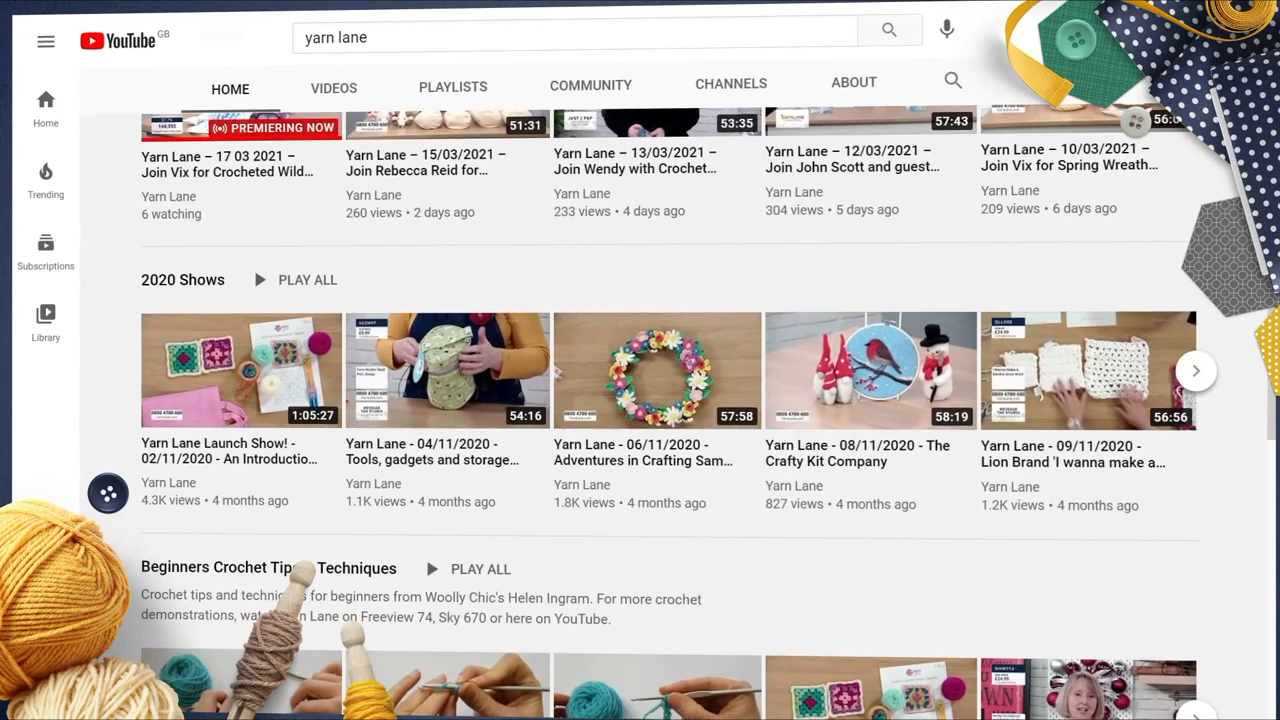 YouTube GB
yarn lane
HOME VIDEOS PLAYLISTS COMMUNITY CHANNELS ABOUT
Home
Trending
Subscriptions
Library
PREMIERING NOW
51:31
53:35
57:43
Yarn Lane – 17 03 2021 –
Join Vix for Crocheted Wild...
Yarn Lane
6 watching
Yarn Lane – 15/03/2021 –
Join Rebecca Reid for...
Yarn Lane
260 views • 2 days ago
Yarn Lane – 13/03/2021 –
Join Wendy with Crochet...
Yarn Lane
233 views • 4 days ago
Yarn Lane – 12/03/2021 –
Join John Scott and guest...
Yarn Lane
304 views • 5 days ago
Yarn Lane – 10/03/2021 –
Join Vix for Spring Wreath...
Yarn Lane
209 views • 6 days ago
2020 Shows PLAY ALL
1:05:27
54:16
57:58
58:19
56:56
Yarn Lane Launch Show! -
02/11/2020 - An Introductio...
Yarn Lane
4.3K views • 4 months ago
Yarn Lane - 04/11/2020 -
Tools, gadgets and storage...
Yarn Lane
1.1K views • 4 months ago
Yarn Lane - 06/11/2020 -
Adventures in Crafting Sam...
Yarn Lane
1.8K views • 4 months ago
Yarn Lane - 08/11/2020 - The
Crafty Kit Company
Yarn Lane
827 views • 4 months ago
Yarn Lane - 09/11/2020 -
Lion Brand 'I wanna make a...
Yarn Lane
1.2K views • 4 months ago
Beginners Crochet Techniques PLAY ALL
Crochet tips and for beginners from Woolly Chic's Helen Ingram. For more crochet
demonstrations, Lane on Freeview 74, Sky 670 or here on YouTube.